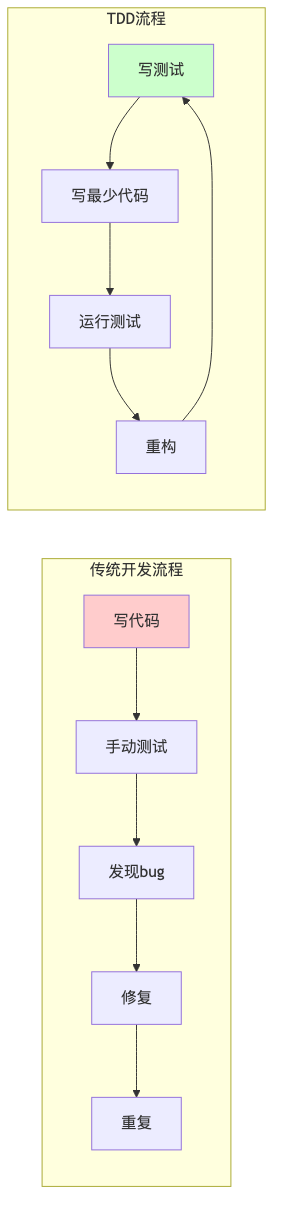 TDD流程
写测试
写最少代码
运行测试
重构
传统开发流程
写代码
手动测试
发现bug
修复
重复